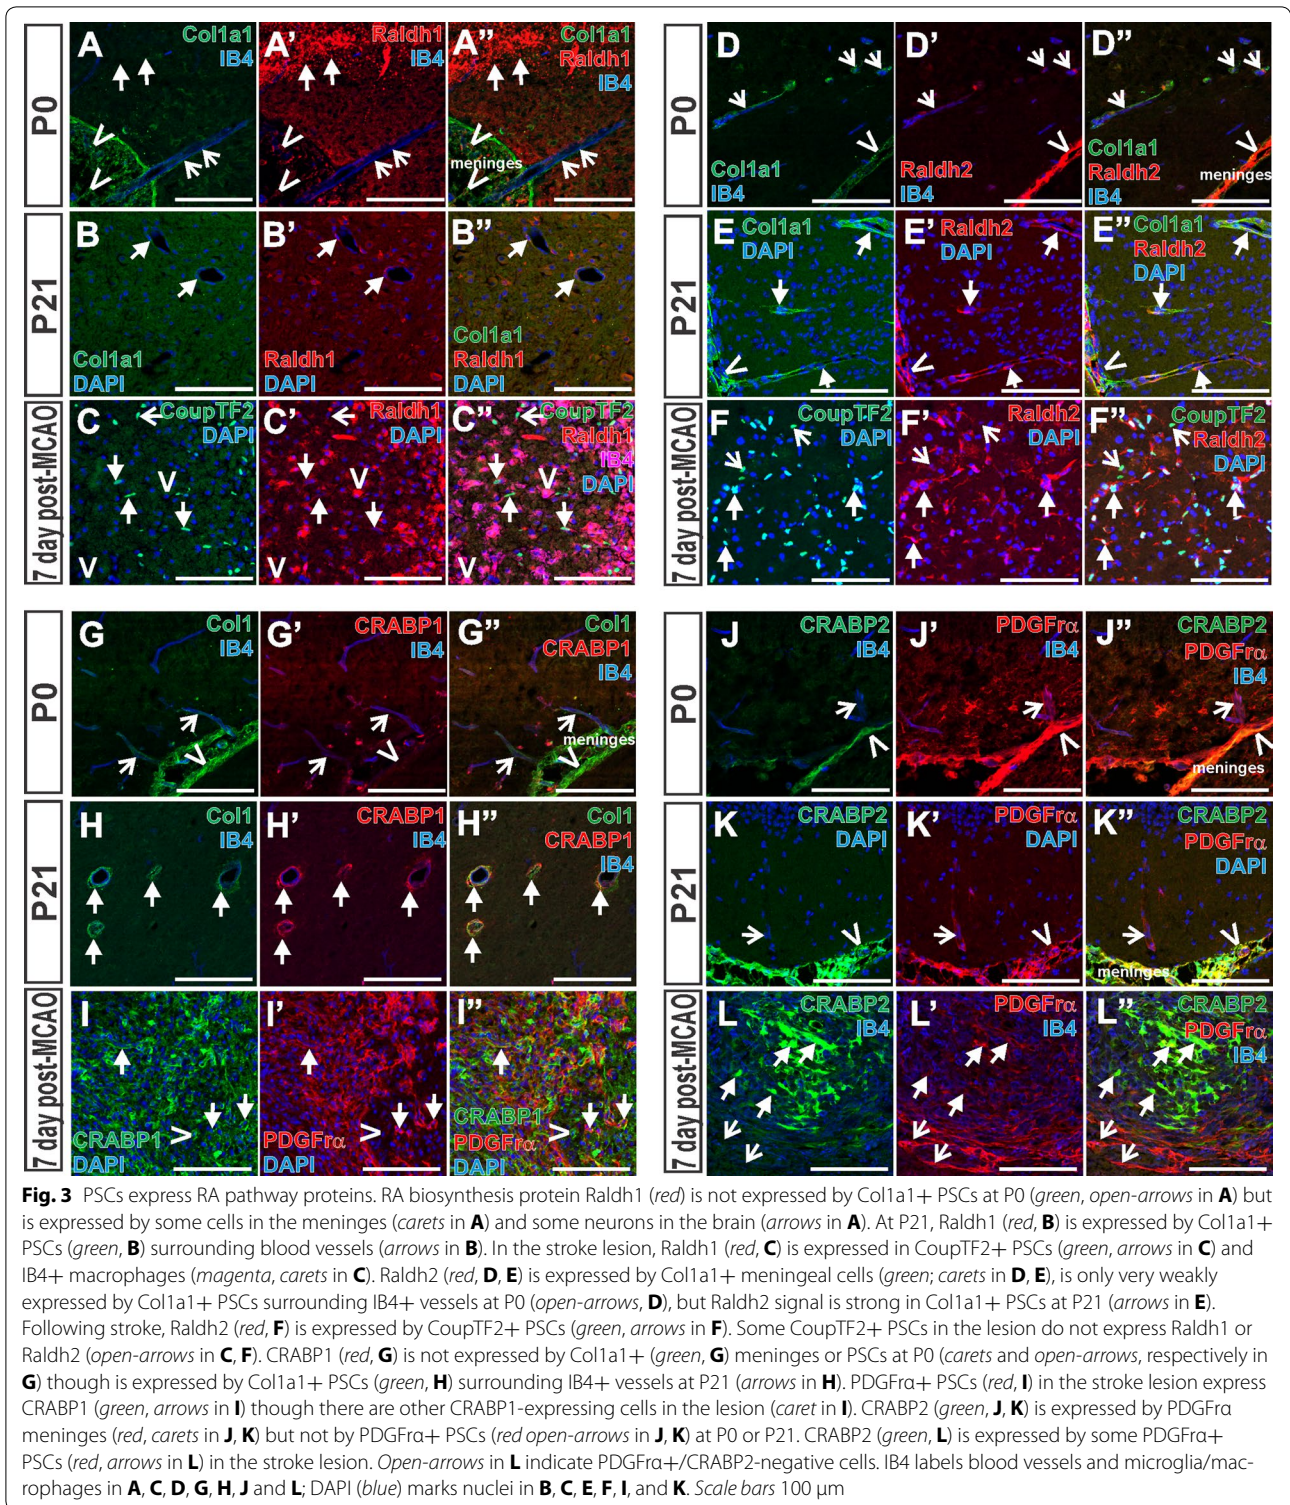 P0
A
Col1a1
IB4
A’
Raldh1
IB4
A”
Col1a1
Raldh1
IB4
meninges
P21
B
Col1a1
DAPI
B’
Raldh1
DAPI
B”
Col1a1
Raldh1
DAPI
7 day post-MCAO
C
CoupTF2
DAPI
C’
Raldh1
DAPI
C”
CoupTF2
Raldh1
IB4
DAPI
P0
D
Col1a1
IB4
D’
Raldh2
IB4
D”
Col1a1
Raldh2
IB4
meninges
P21
E
Col1a1
DAPI
E’
Raldh2
DAPI
E”
Col1a1
Raldh2
DAPI
7 day post-MCAO
F
CoupTF2
DAPI
F’
Raldh2
DAPI
F”
CoupTF2
Raldh2
DAPI
P0
G
Col1
IB4
G’
CRABP1
IB4
G”
Col1
CRABP1
IB4
meninges
P21
H
Col1
IB4
H’
CRABP1
IB4
H”
Col1
CRABP1
IB4
7 day post-MCAO
I
CRABP1
DAPI
I’
PDGFrα
DAPI
I”
CRABP1
PDGFrα
DAPI
P0
J
CRABP2
IB4
J’
PDGFrα
IB4
J”
CRABP2
PDGFrα
IB4
meninges
P21
K
CRABP2
DAPI
K’
PDGFrα
DAPI
K”
CRABP2
PDGFrα
DAPI
meninges
7 day post-MCAO
L
CRABP2
IB4
L’
PDGFrα
IB4
L”
CRABP2
PDGFrα
IB4
Fig. 3 PSCs express RA pathway proteins. RA biosynthesis protein Raldh1 (red) is not expressed by Col1a1+ PSCs at P0 (green, open-arrows in A) but
is expressed by some cells in the meninges (carets in A) and some neurons in the brain (arrows in A). At P21, Raldh1 (red, B) is expressed by Col1a1+
PSCs (green, B) surrounding blood vessels (arrows in B). In the stroke lesion, Raldh1 (red, C) is expressed in CoupTF2+ PSCs (green, arrows in C) and
IB4+ macrophages (magenta, carets in C). Raldh2 (red, D, E) is expressed by Col1a1+ meningeal cells (green; carets in D, E), is only very weakly
expressed by Col1a1+ PSCs surrounding IB4+ vessels at P0 (open-arrows, D), but Raldh2 signal is strong in Col1a1+ PSCs at P21 (arrows in E).
Following stroke, Raldh2 (red, F) is expressed by CoupTF2+ PSCs (green, arrows in F). Some CoupTF2+ PSCs in the lesion do not express Raldh1 or
Raldh2 (open-arrows in C, F). CRABP1 (red, G) is not expressed by Col1a1+ (green, G) meninges or PSCs at P0 (carets and open-arrows, respectively in
G) though is expressed by Col1a1+ PSCs (green, H) surrounding IB4+ vessels at P21 (arrows in H). PDGFrα+ PSCs (red, I) in the stroke lesion express
CRABP1 (green, arrows in I) though there are other CRABP1-expressing cells in the lesion (caret in I). CRABP2 (green, J, K) is expressed by PDGFrα
meninges (red, carets in J, K) but not by PDGFrα+ PSCs (red open-arrows in J, K) at P0 or P21. CRABP2 (green, L) is expressed by some PDGFrα+
PSCs (red, arrows in L) in the stroke lesion. Open-arrows in L indicate PDGFrα+/CRABP2-negative cells. IB4 labels blood vessels and microglia/mac-
rophages in A, C, D, G, H, J and L; DAPI (blue) marks nuclei in B, C, E, F, I, and K. Scale bars 100 µm